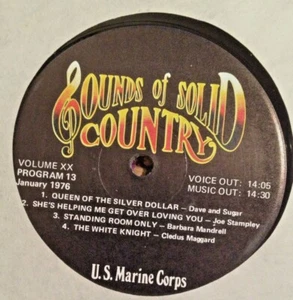 SOUNDS of SOLID
COUNTRY
VOLUME XX
PROGRAM 13
January 1976
VOICE OUT: 14:05
MUSIC OUT: 14:30
1. QUEEN OF THE SILVER DOLLAR – Dave and Sugar
2. SHE'S HELPING ME GET OVER LOVING YOU – Joe Stampley
3. STANDING ROOM ONLY – Barbara Mandrell
4. THE WHITE KNIGHT – Cledus Maggard
U.S. Marine Corps